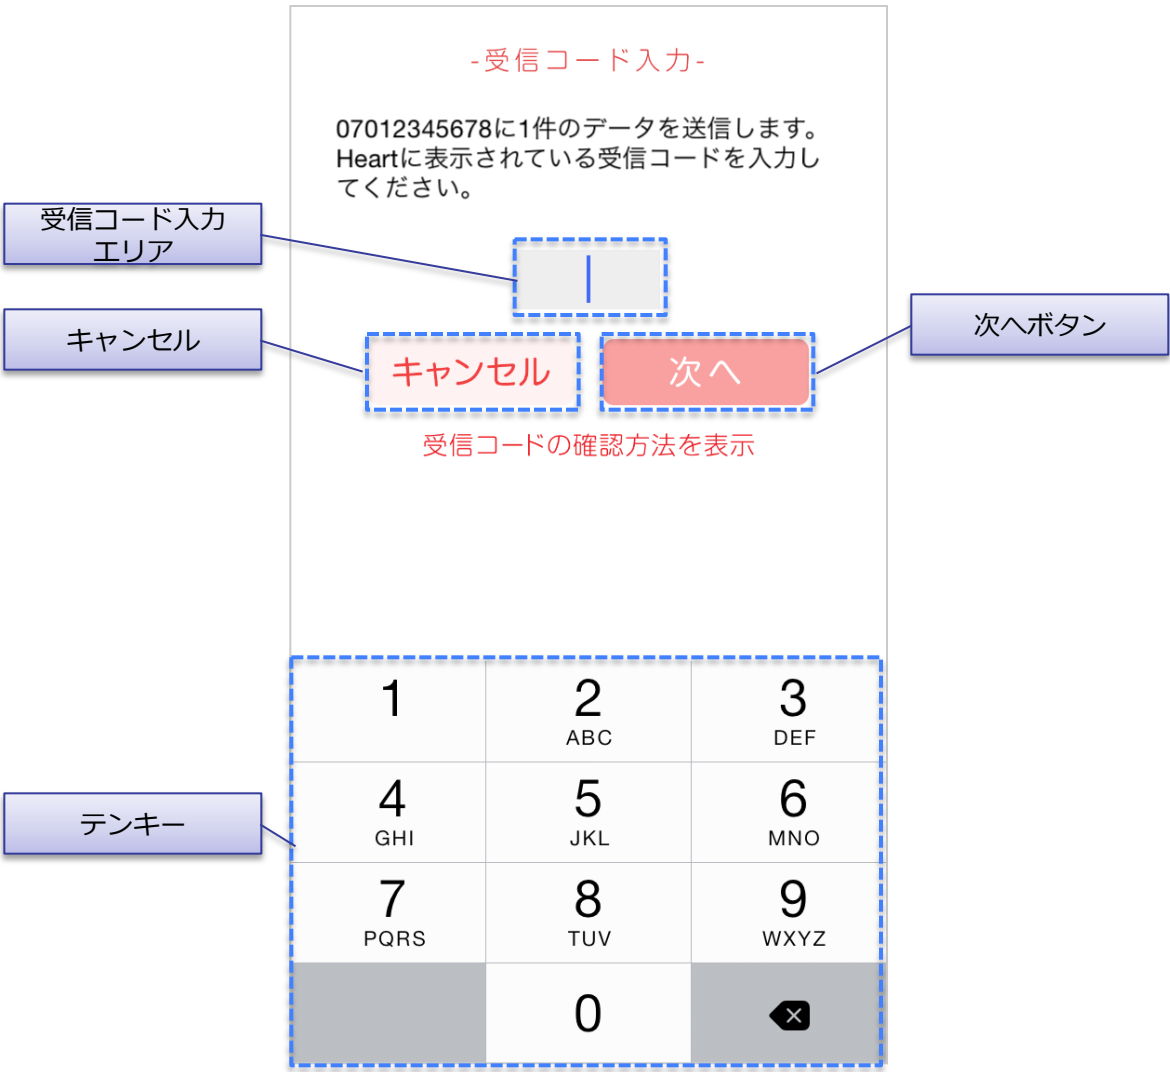 -受信コード入力-
07012345678に1件のデータを送信します。
Heartに表示されている受信コードを入力し
てください。
受信コード入力
エリア
キャンセル
キャンセル
次へ
次へボタン
受信コードの確認方法を表示
1
2
3
ABC
DEF
4
5
6
GHI
JKL
MNO
テンキー
7
8
9
PQRS
TUV
WXYZ
0